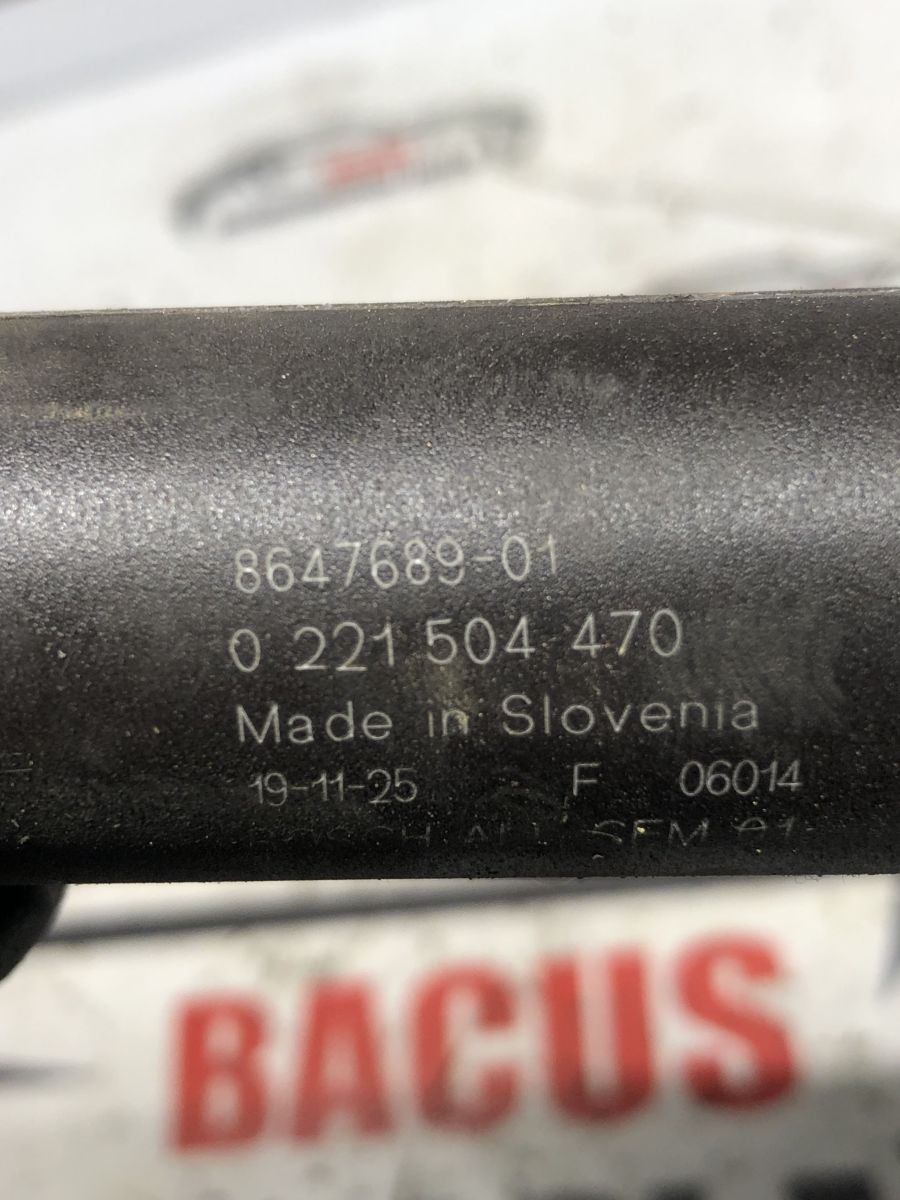 8647689-01
0 221 504 470
Made in Slovenia
19-11-25 F 06014
BACUS